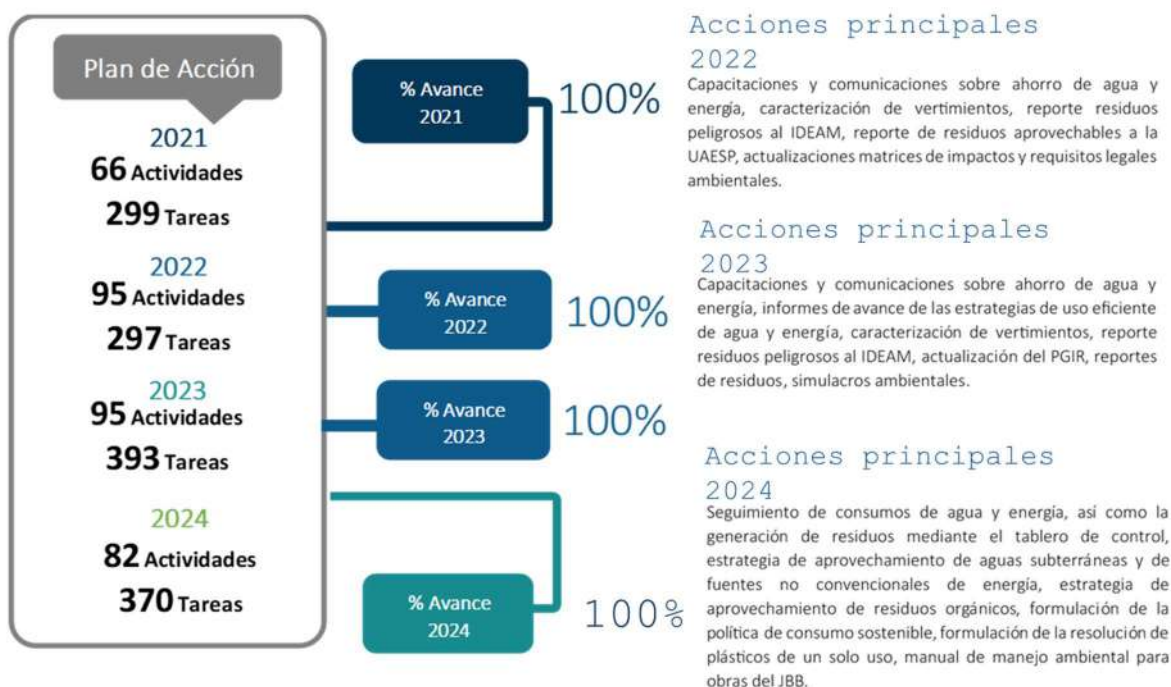 Plan de Acción
2021
66 Actividades
299 Tareas
2022
95 Actividades
297 Tareas
2023
95 Actividades
393 Tareas
2024
82 Actividades
370 Tareas
% Avance
2021
100%
% Avance
2022
100%
% Avance
2023
100%
% Avance
2024
100%
Acciones principales
2022
Capacitaciones y comunicaciones sobre ahorro de agua y
energía, caracterización de vertimientos, reporte residuos
peligrosos al IDEAM, reporte de residuos aprovechables a la
UAESP, actualizaciones matrices de impactos y requisitos legales
ambientales.
Acciones principales
2023
Capacitaciones y comunicaciones sobre ahorro de agua y
energía, informes de avance de las estrategias de uso eficiente
de agua y energía, caracterización de vertimientos, reporte
residuos peligrosos al IDEAM, actualización del PGIR, reportes
de residuos, simulacros ambientales.
Acciones principales
2024
Seguimiento de consumos de agua y energía, así como la
generación de residuos mediante el tablero de control,
estrategia de aprovechamiento de aguas subterráneas y de
fuentes no convencionales de energía, estrategia de
aprovechamiento de residuos orgánicos, formulación de la
política de consumo sostenible, formulación de la resolución de
plásticos de un solo uso, manual de manejo ambiental para
obras del JBB.